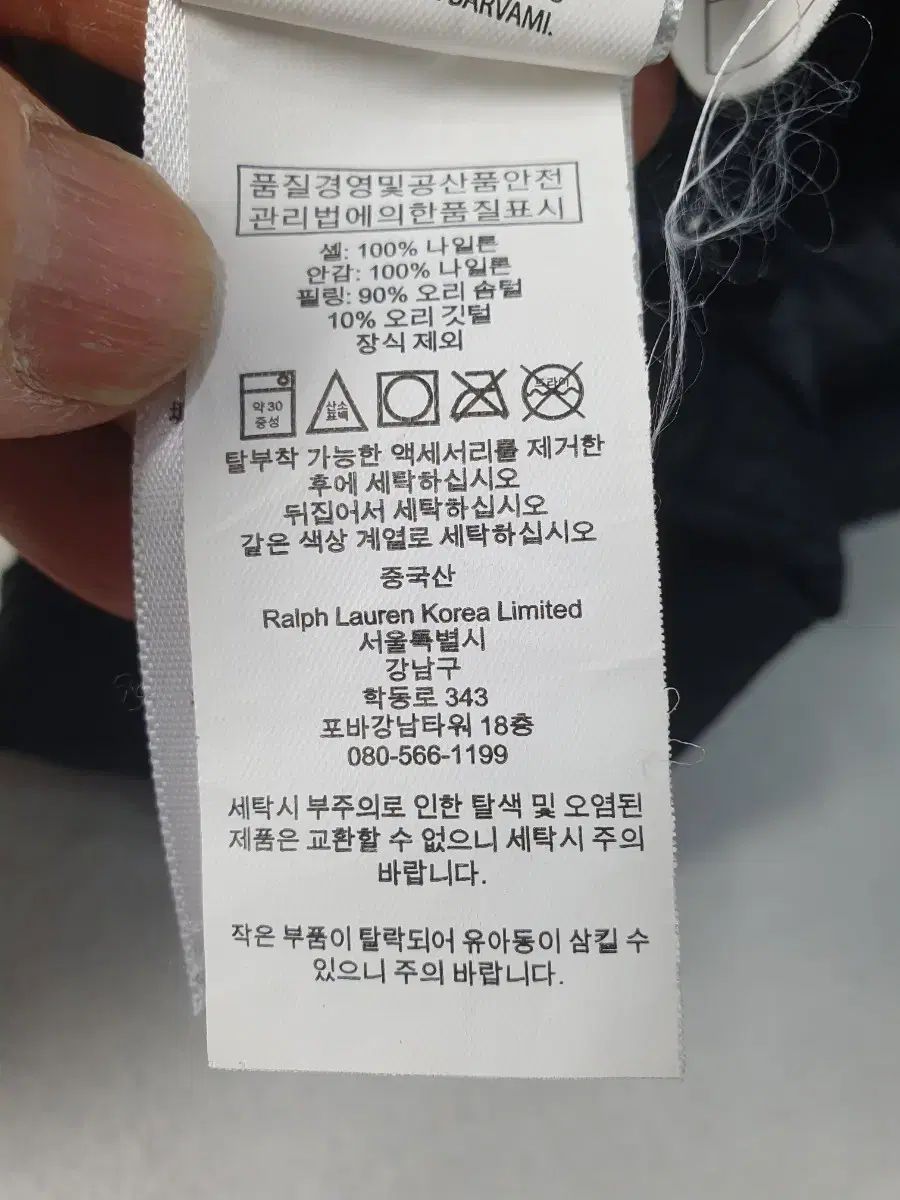 BARVAMI.
품질경영및공산품안전
관리법에의한품질표시
셸: 100% 나일론
안감: 100% 나일론
필링: 90% 오리 솜털
10% 오리 깃털
장식 제외
약 30
중성
산소
표백
드라이
탈부착 가능한 액세서리를 제거한
후에 세탁하십시오
뒤집어서 세탁하십시오
같은 색상 계열로 세탁하십시오
중국산
Ralph Lauren Korea Limited
서울특별시
강남구
학동로 343
포바강남타워 18층
080-566-1199
세탁시 부주의로 인한 탈색 및 오염된
제품은 교환할 수 없으니 세탁시 주의
바랍니다.
작은 부품이 탈락되어 유아동이 삼킬 수
있으니 주의 바랍니다.